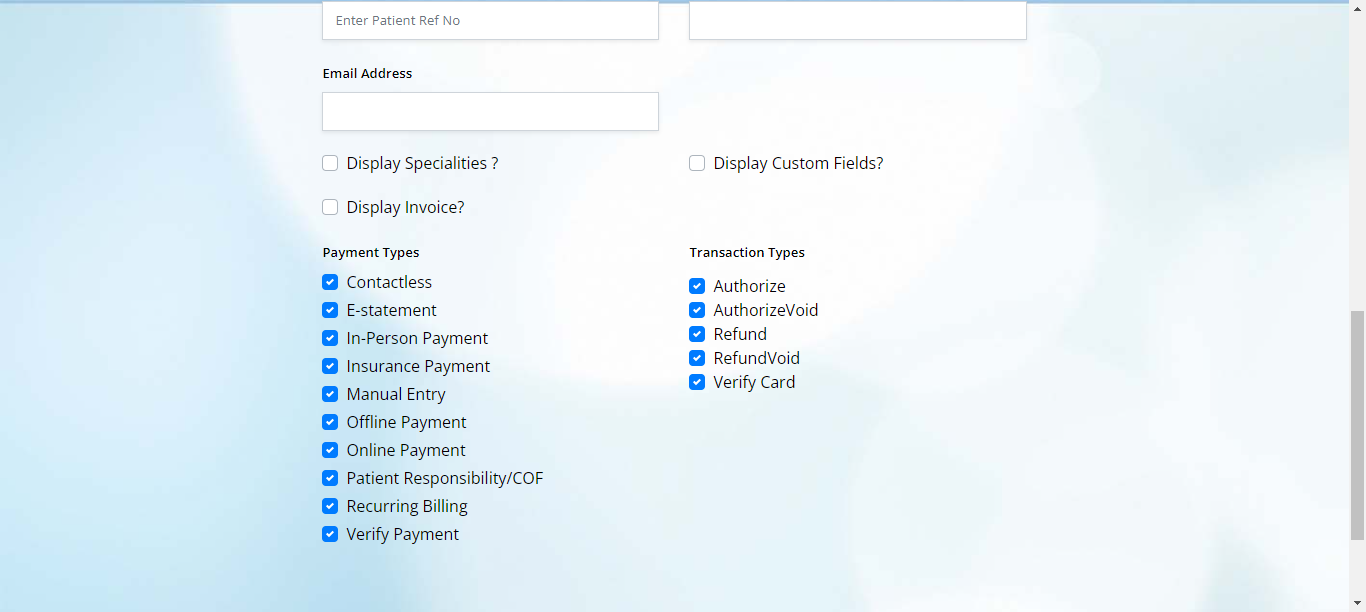 Enter Patient Ref No
Email Address
Display Specialities ?
Display Custom Fields?
Display Invoice?
Payment Types
Contactless
E-statement
In-Person Payment
Insurance Payment
Manual Entry
Offline Payment
Online Payment
Patient Responsibility/COF
Recurring Billing
Verify Payment
Transaction Types
Authorize
AuthorizeVoid
Refund
RefundVoid
Verify Card